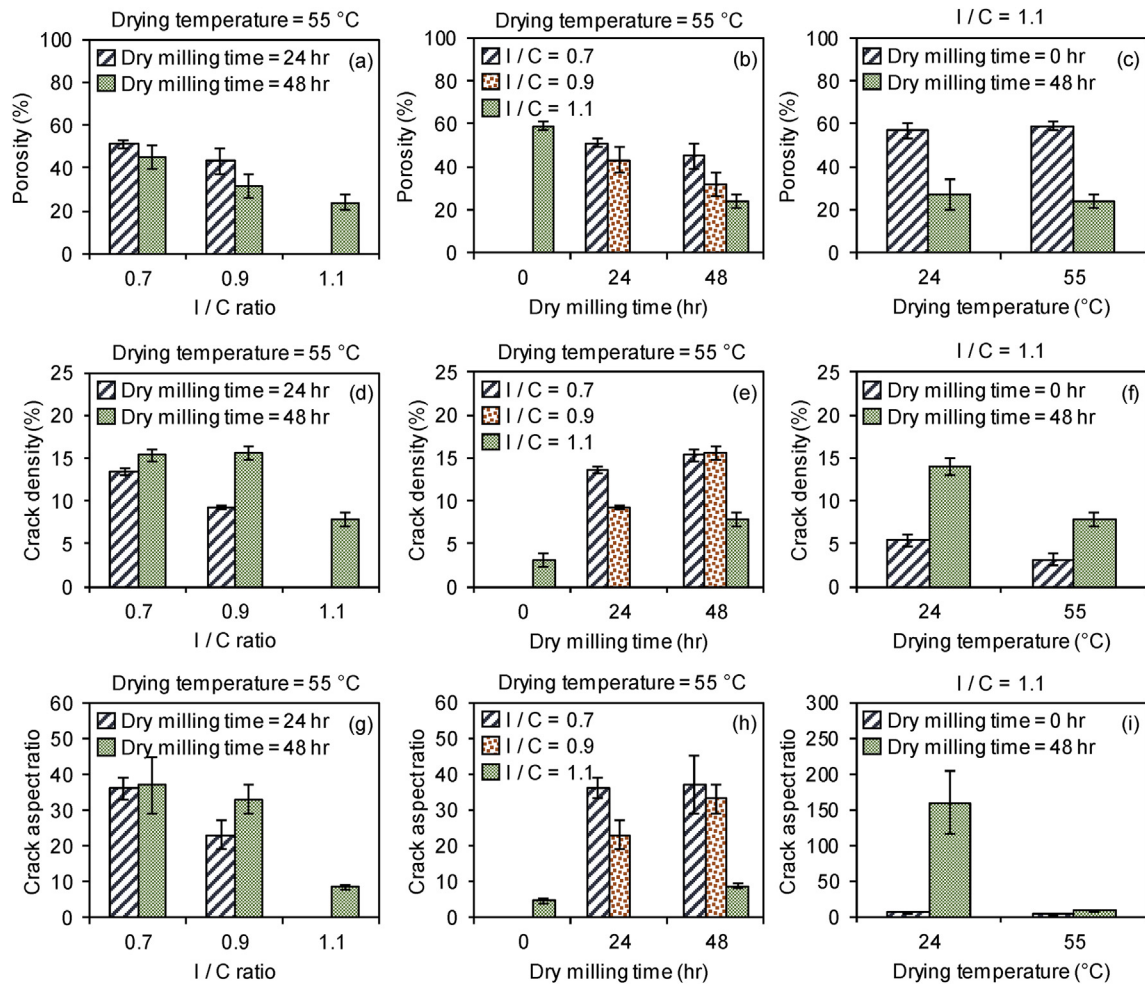 Drying temperature = 55 °C
100
80
60
40
20
0
Porosity (%)
Dry milling time = 24 hr
Dry milling time = 48 hr
(a)
0.7
0.9
1.1
I / C ratio
Drying temperature = 55 °C
100
80
60
40
20
0
Porosity (%)
I / C = 0.7
I / C = 0.9
I / C = 1.1
(b)
0
24
48
Dry milling time (hr)
I / C = 1.1
100
80
60
40
20
0
Porosity (%)
Dry milling time = 0 hr
Dry milling time = 48 hr
(c)
24
55
Drying temperature (°C)
Drying temperature = 55 °C
25
20
15
10
5
0
Crack density (%)
Dry milling time = 24 hr
Dry milling time = 48 hr
(d)
0.7
0.9
1.1
I / C ratio
Drying temperature = 55 °C
25
20
15
10
5
0
Crack density (%)
I / C = 0.7
I / C = 0.9
I / C = 1.1
(e)
0
24
48
Dry milling time (hr)
I / C = 1.1
25
20
15
10
5
0
Crack density (%)
Dry milling time = 0 hr
Dry milling time = 48 hr
(f)
24
55
Drying temperature (°C)
Drying temperature = 55 °C
60
50
40
30
20
10
0
Crack aspect ratio
Dry milling time = 24 hr
Dry milling time = 48 hr
(g)
0.7
0.9
1.1
I / C ratio
Drying temperature = 55 °C
60
50
40
30
20
10
0
Crack aspect ratio
I / C = 0.7
I / C = 0.9
I / C = 1.1
(h)
0
24
48
Dry milling time (hr)
I / C = 1.1
300
250
200
150
100
50
0
Crack aspect ratio
Dry milling time = 0 hr
Dry milling time = 48 hr
(i)
24
55
Drying temperature (°C)